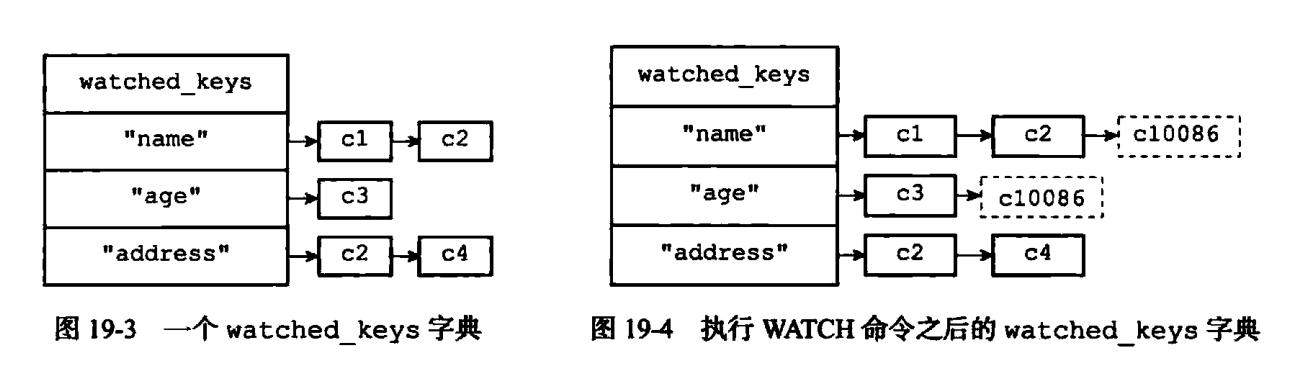 watched_keys
"name" c1 c2
"age" c3
"address" c2 c4
图 19-3 一个 watched_keys 字典
watched_keys
"name" c1 c2 c10086
"age" c3 c10086
"address" c2 c4
图 19-4 执行 WATCH 命令之后的 watched_keys 字典